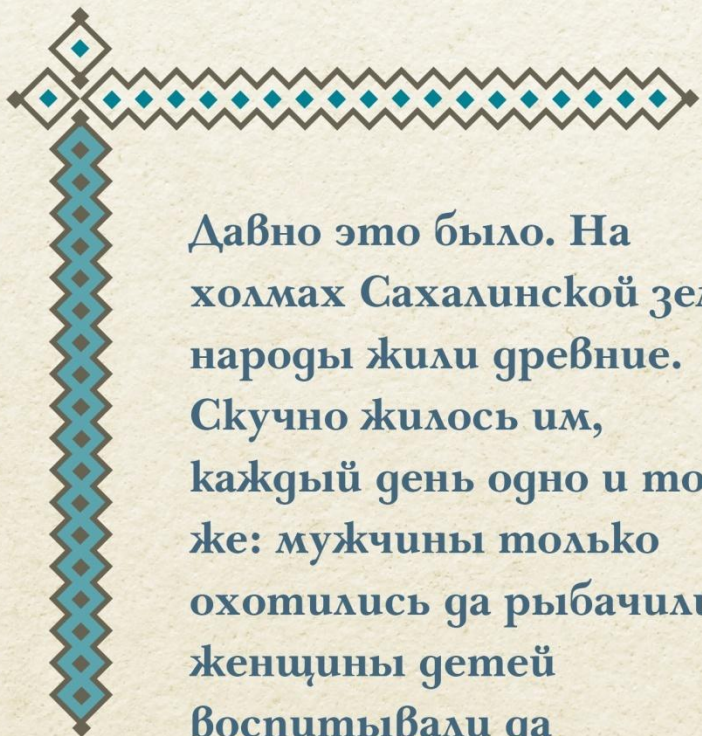 Давно это было. На
холмах Сахалинской
народы жили древние.
Скучно жилось им,
каждый день одно и то
же: мужчины только
охотились да рыбачили
женщины детей
воспитывали да